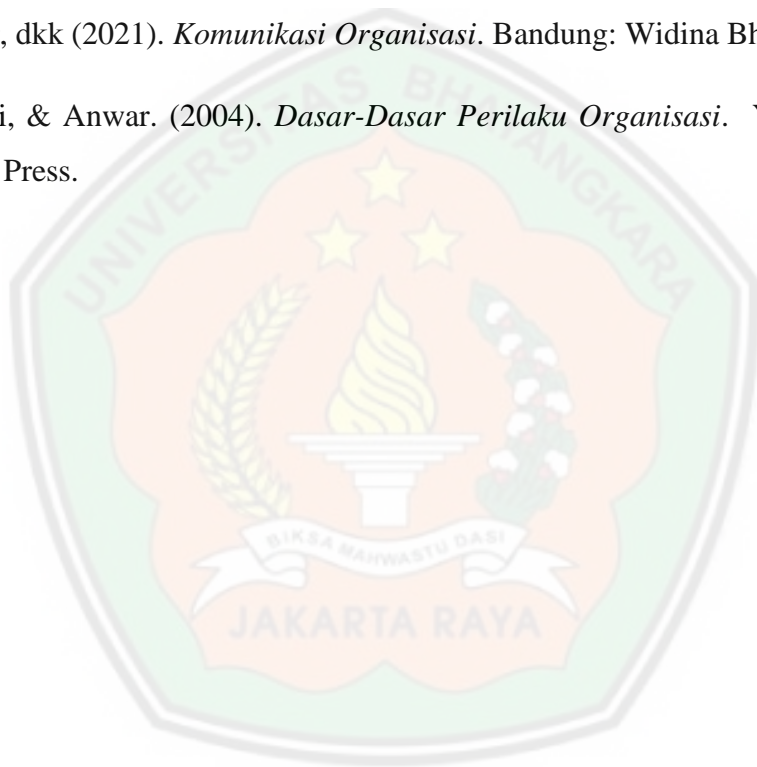 , dkk (2021). Komunikasi Organisasi. Bandung: Widina Bh
i, & Anwar. (2004). Dasar-Dasar Perilaku Organisasi. Y
Press.
UNIVERSITAS BHAYANGKARA
BIKSA MAHWASTU DASI
JAKARTA RAYA